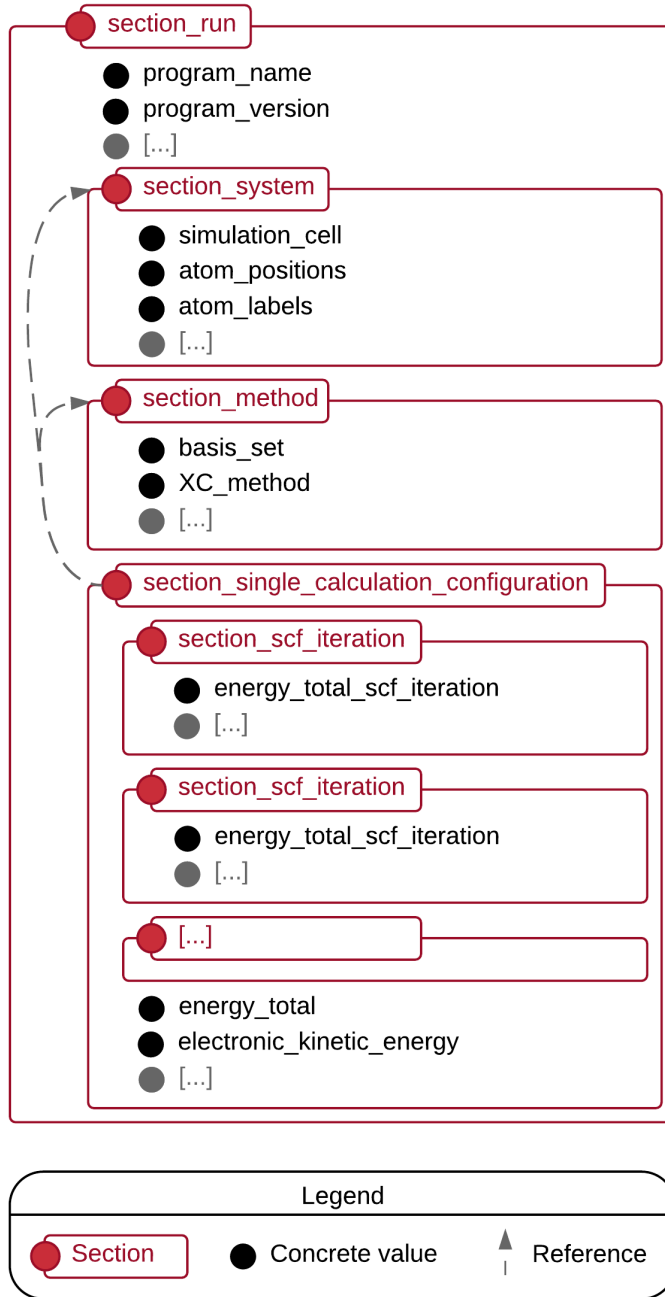 section_run
program_name
program_version
[...]
section_system
simulation_cell
atom_positions
atom_labels
[...]
section_method
basis_set
XC_method
[...]
section_single_calculation_configuration
section_scf_iteration
energy_total_scf_iteration
[...]
section_scf_iteration
energy_total_scf_iteration
[...]
[...]
energy_total
electronic_kinetic_energy
[...]
Legend
Section Concrete value Reference